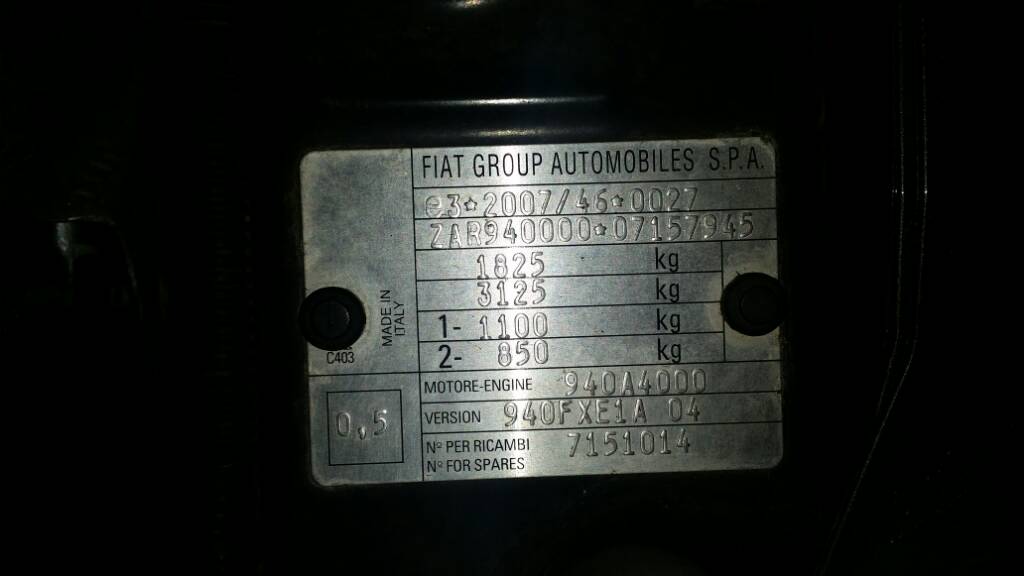 FIAT GROUP AUTOMOBILES S.P.A.
e3*2007/46*0027
ZAR940000*07157945
1825 kg
3125 kg
1- 1100 kg
2- 850 kg
MADE IN
ITALY
C403
MOTORE-ENGINE 940A4000
VERSION 940FXE1A 04
0,5
Nº PER RICAMBI 7151014
Nº FOR SPARES